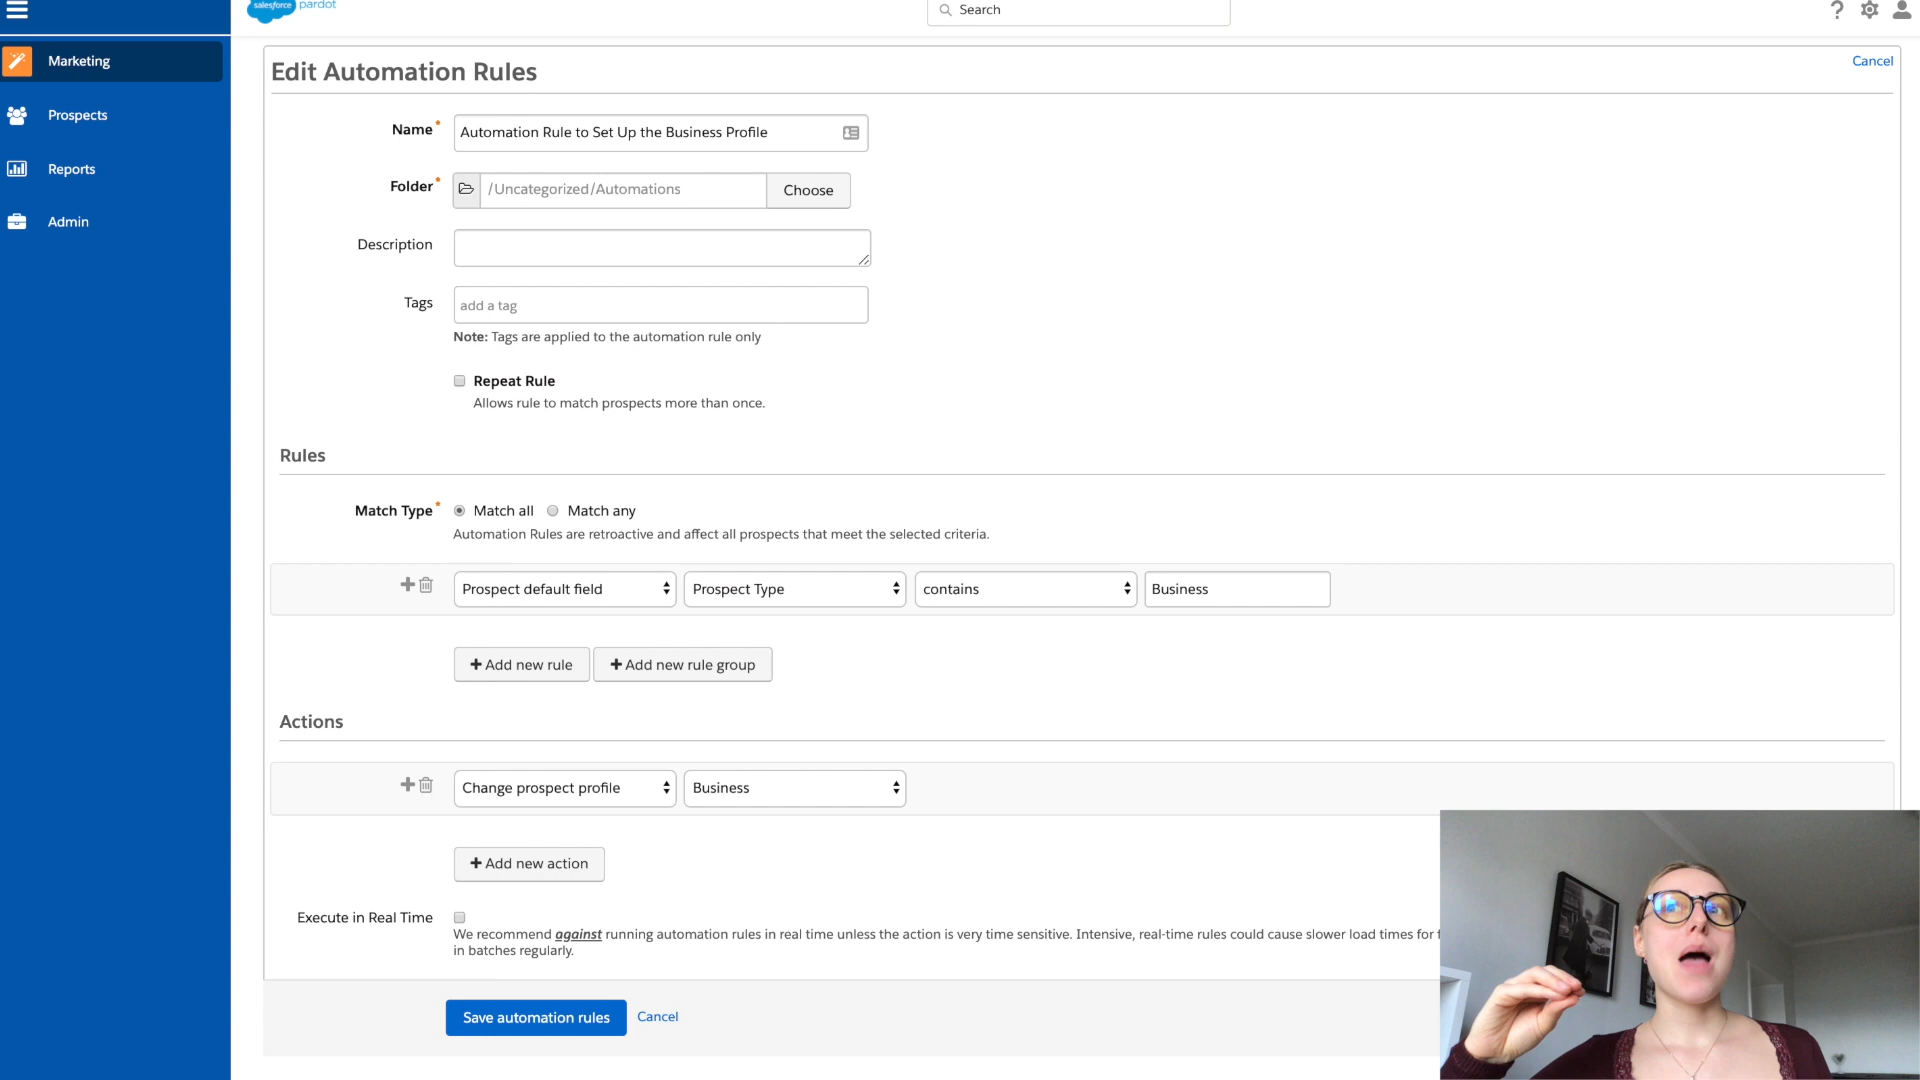 salesforce pardot
Search
Marketing
Prospects
Reports
Admin
Edit Automation Rules
Cancel
Name*
Automation Rule to Set Up the Business Profile
Folder*
/Uncategorized/Automations
Choose
Description
Tags
add a tag
Note: Tags are applied to the automation rule only
Repeat Rule
Allows rule to match prospects more than once.
Rules
Match Type*
Match all
Match any
Automation Rules are retroactive and affect all prospects that meet the selected criteria.
Prospect default field
Prospect Type
contains
Business
+ Add new rule
+ Add new rule group
Actions
Change prospect profile
Business
+ Add new action
Execute in Real Time
We recommend against running automation rules in real time unless the action is very time sensitive. Intensive, real-time rules could cause slower load times for
in batches regularly.
Save automation rules
Cancel